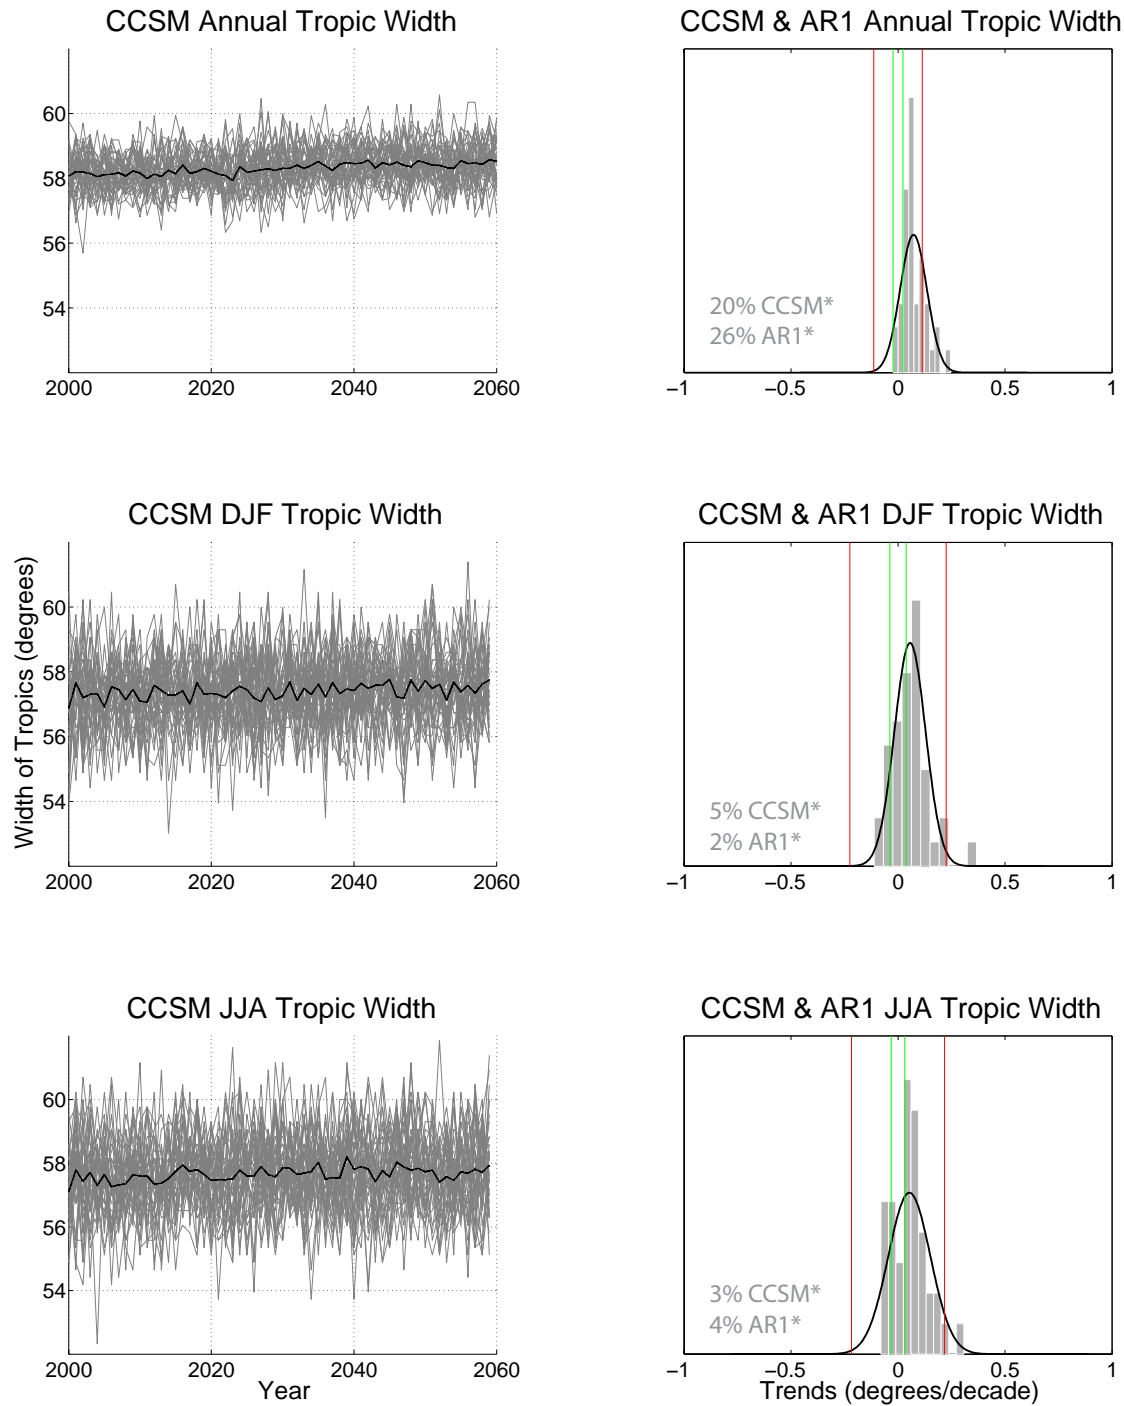 CCSM Annual Tropic Width
60
58
56
54
2000 2020 2040 2060
CCSM & AR1 Annual Tropic Width
20% CCSM*
26% AR1*
−1 −0.5 0 0.5 1
CCSM DJF Tropic Width
Width of Tropics (degrees)
60
58
56
54
2000 2020 2040 2060
CCSM & AR1 DJF Tropic Width
5% CCSM*
2% AR1*
−1 −0.5 0 0.5 1
CCSM JJA Tropic Width
60
58
56
54
2000 2020 2040 2060
Year
CCSM & AR1 JJA Tropic Width
3% CCSM*
4% AR1*
−1 −0.5 0 0.5 1
Trends (degrees/decade)